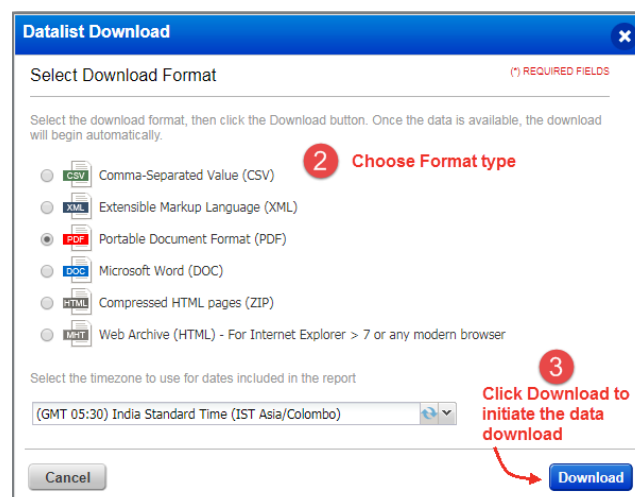 Datalist Download
Select Download Format
(*) REQUIRED FIELDS
Select the download format, then click the Download button. Once the data is available, the download
will begin automatically.
2 Choose Format type
CSV Comma-Separated Value (CSV)
XML Extensible Markup Language (XML)
PDF Portable Document Format (PDF)
DOC Microsoft Word (DOC)
HTML Compressed HTML pages (ZIP)
MHT Web Archive (HTML) - For Internet Explorer > 7 or any modern browser
Select the timezone to use for dates included in the report
(GMT 05:30) India Standard Time (IST Asia/Colombo)
3
Click Download to
initiate the data
download
Cancel
Download